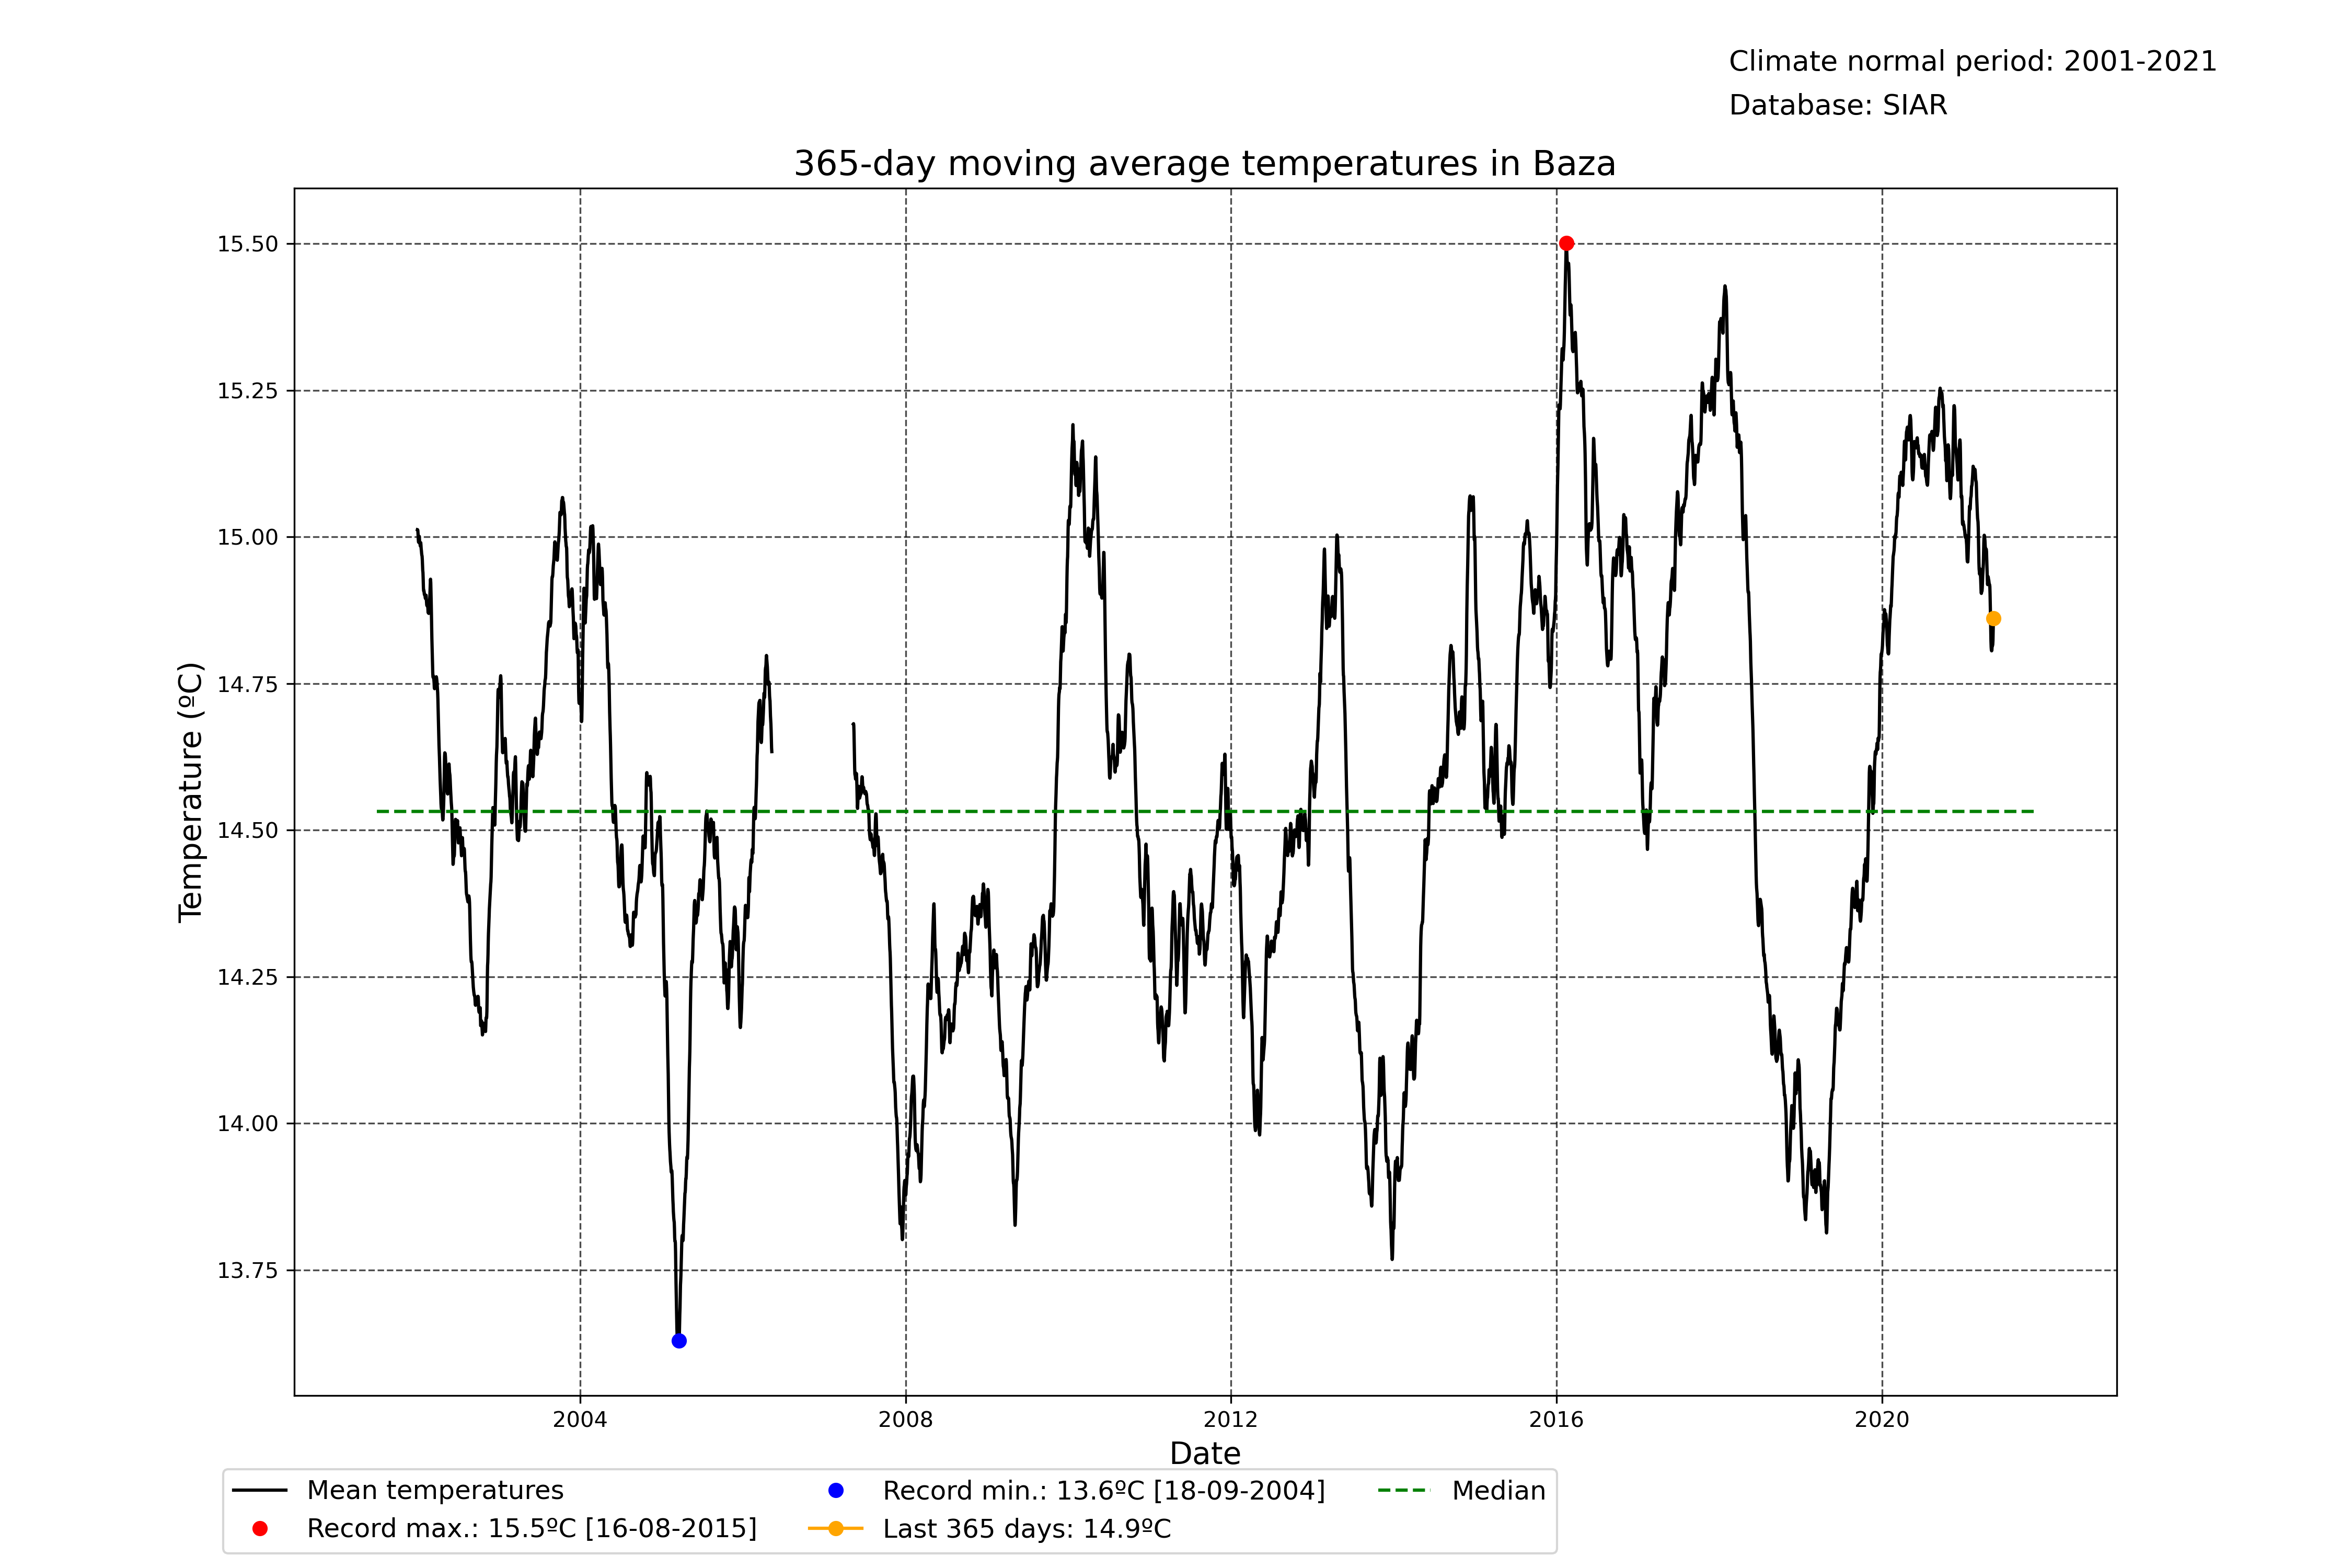 Climate normal period: 2001-2021
Database: SIAR
365-day moving average temperatures in Baza
Temperature (ºC)
15.50
15.25
15.00
14.75
14.50
14.25
14.00
13.75
2004 2008 2012 2016 2020
Date
Mean temperatures
Record max.: 15.5ºC [16-08-2015]
Record min.: 13.6ºC [18-09-2004]
Last 365 days: 14.9ºC
Median